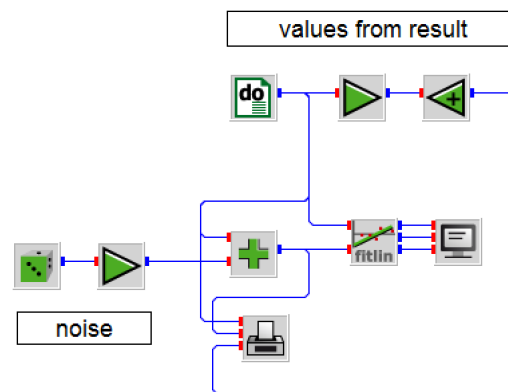 values from result
do
fitlin
noise